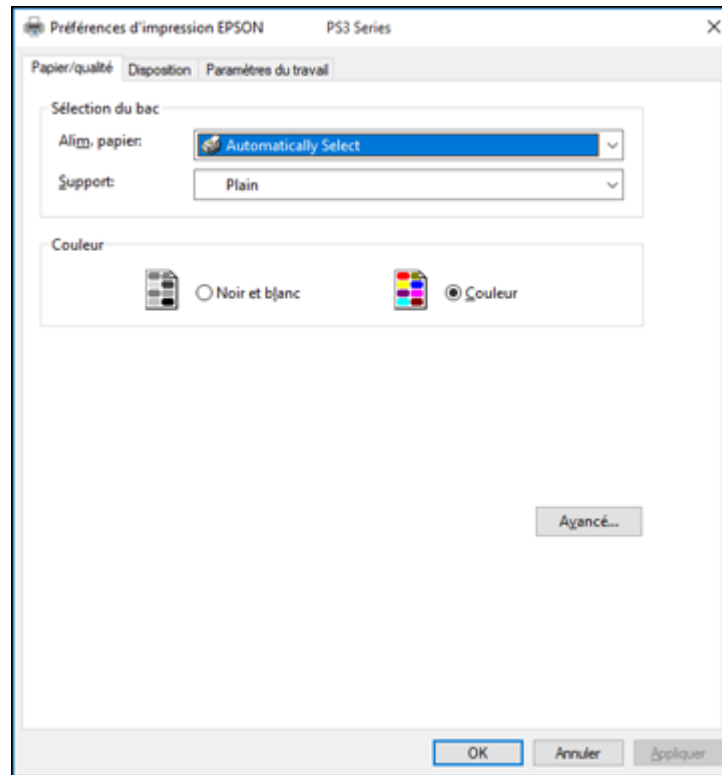 Préférences d'impression EPSON PS3 Series
Papier/qualité Disposition Paramètres du travail
Sélection du bac
Alim. papier: Automatically Select
Support: Plain
Couleur
Noir et blanc Couleur
Avancé...
OK Annuler Appliquer